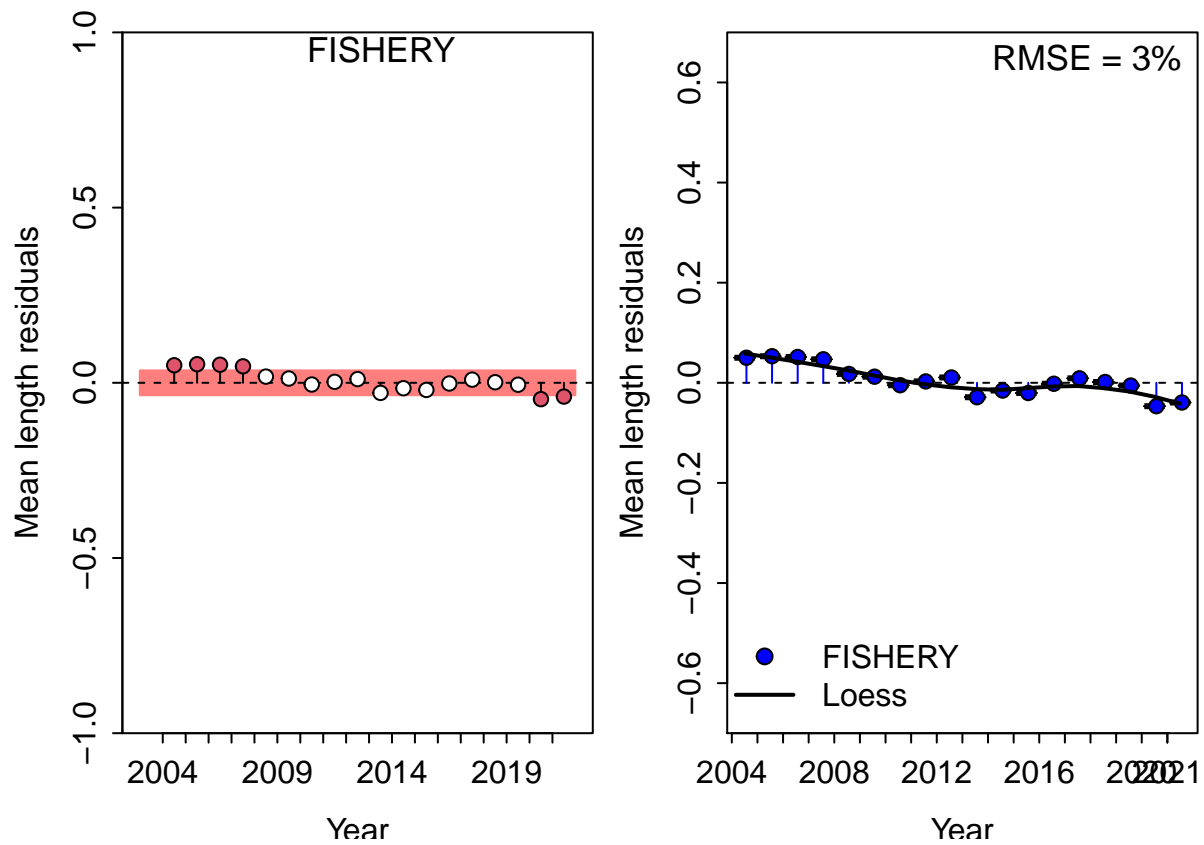 FISHERY
Mean length residuals
1.0
0.5
0.0
−0.5
−1.0
2004 2009 2014 2019
Year
RMSE = 3%
Mean length residuals
0.6
0.4
0.2
0.0
−0.2
−0.4
−0.6
FISHERY
Loess
2004 2008 2012 2016 2020 2021
Year